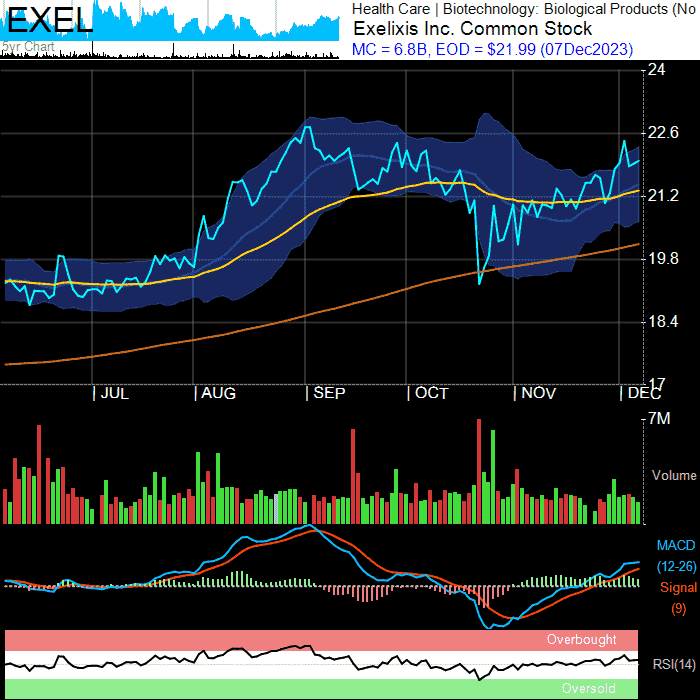 EXEL
5yr Chart
Health Care | Biotechnology: Biological Products (No
Exelixis Inc. Common Stock
MC = 6.8B, EOD = $21.99 (07Dec2023)
24
22.6
21.2
19.8
18.4
17
JUL
AUG
SEP
OCT
NOV
DEC
7M
Volume
MACD
(12-26)
Signal
(9)
Overbought
RSI(14)
Oversold